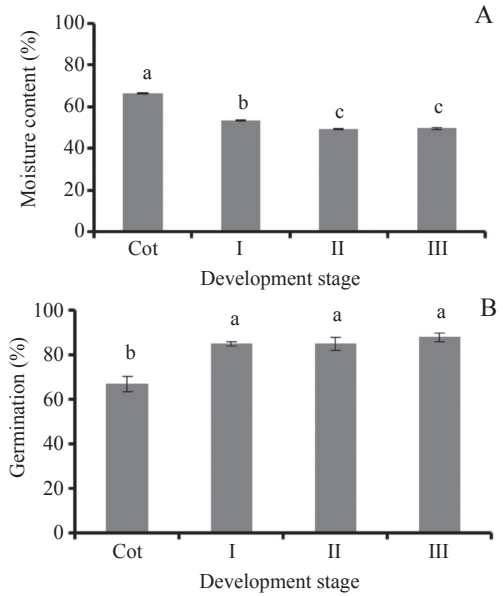 A
Moisture content (%)
100
80
60
40
20
0
a
b
c
c
Cot I II III
Development stage
B
Germination (%)
100
80
60
40
20
0
b
a
a
a
Cot I II III
Development stage